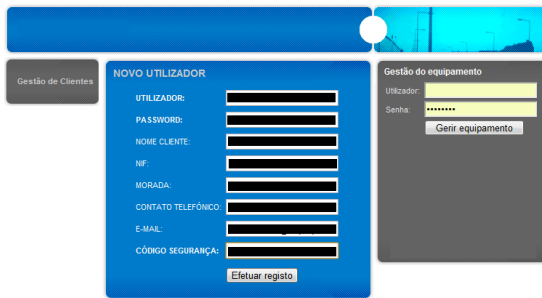 Gestão de Clientes
NOVO UTILIZADOR
UTILIZADOR:
PASSWORD:
NOME CLIENTE:
NIF:
MORADA:
CONTATO TELEFÓNICO:
E-MAIL:
CÓDIGO SEGURANÇA:
Efetuar registo
Gestão do equipamento
Utilizador:
Senha: ••••••••
Gerir equipamento